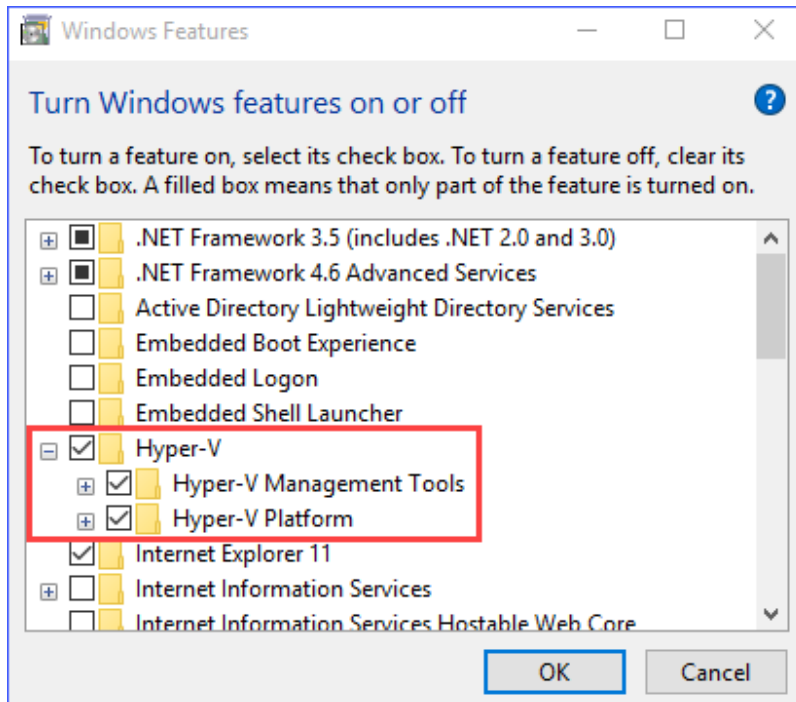 Windows Features
Turn Windows features on or off
?
To turn a feature on, select its check box. To turn a feature off, clear its
check box. A filled box means that only part of the feature is turned on.
.NET Framework 3.5 (includes .NET 2.0 and 3.0)
.NET Framework 4.6 Advanced Services
Active Directory Lightweight Directory Services
Embedded Boot Experience
Embedded Logon
Embedded Shell Launcher
Hyper-V
Hyper-V Management Tools
Hyper-V Platform
Internet Explorer 11
Internet Information Services
Internet Information Services Hostable Web Core
OK Cancel